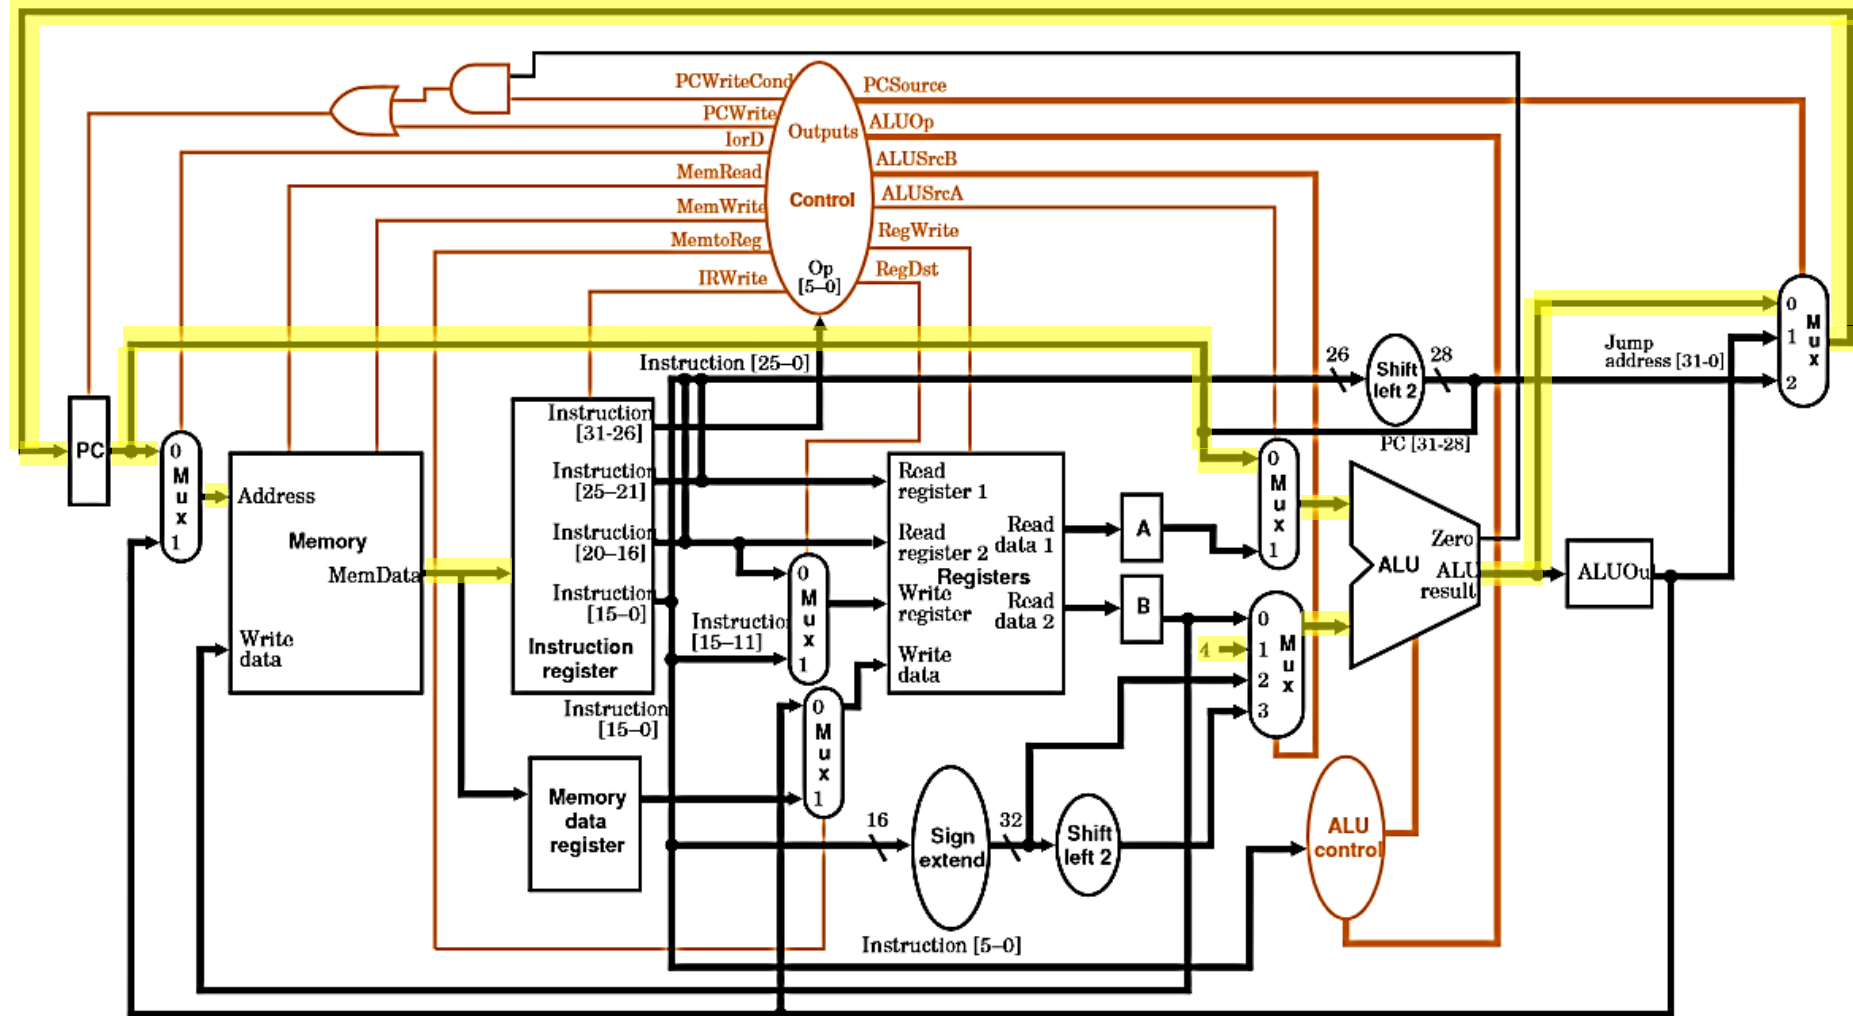 PCWriteCond
PCSource
PCWrite
ALUOp
Outputs
IorD
ALUSrcB
MemRead
ALUSrcA
Control
MemWrite
RegWrite
MemtoReg
RegDst
Op
[5–0]
IRWrite
0
M
u
x
1
2
Jump
address [31-0]
26
28
Shift
left 2
Instruction [25–0]
PC [31-28]
PC
0
M
u
x
1
Address
Memory
MemData
Write
data
Instruction
[31-26]
Instruction
[25–21]
Instruction
[20–16]
Instruction
[15–0]
Instruction
register
Instruction
[15–0]
Instructio
[15–11]
0
M
u
x
1
Read
register 1
Read
register 2
Registers
Write
register
Write
data
Read
data 1
Read
data 2
A
B
0
M
u
x
1
0
4
1
M
u
x
2
3
Zero
ALU
ALU
result
ALUOu
Memory
data
register
0
M
u
x
1
16
Sign
extend
32
Shift
left 2
ALU
control
Instruction [5–0]